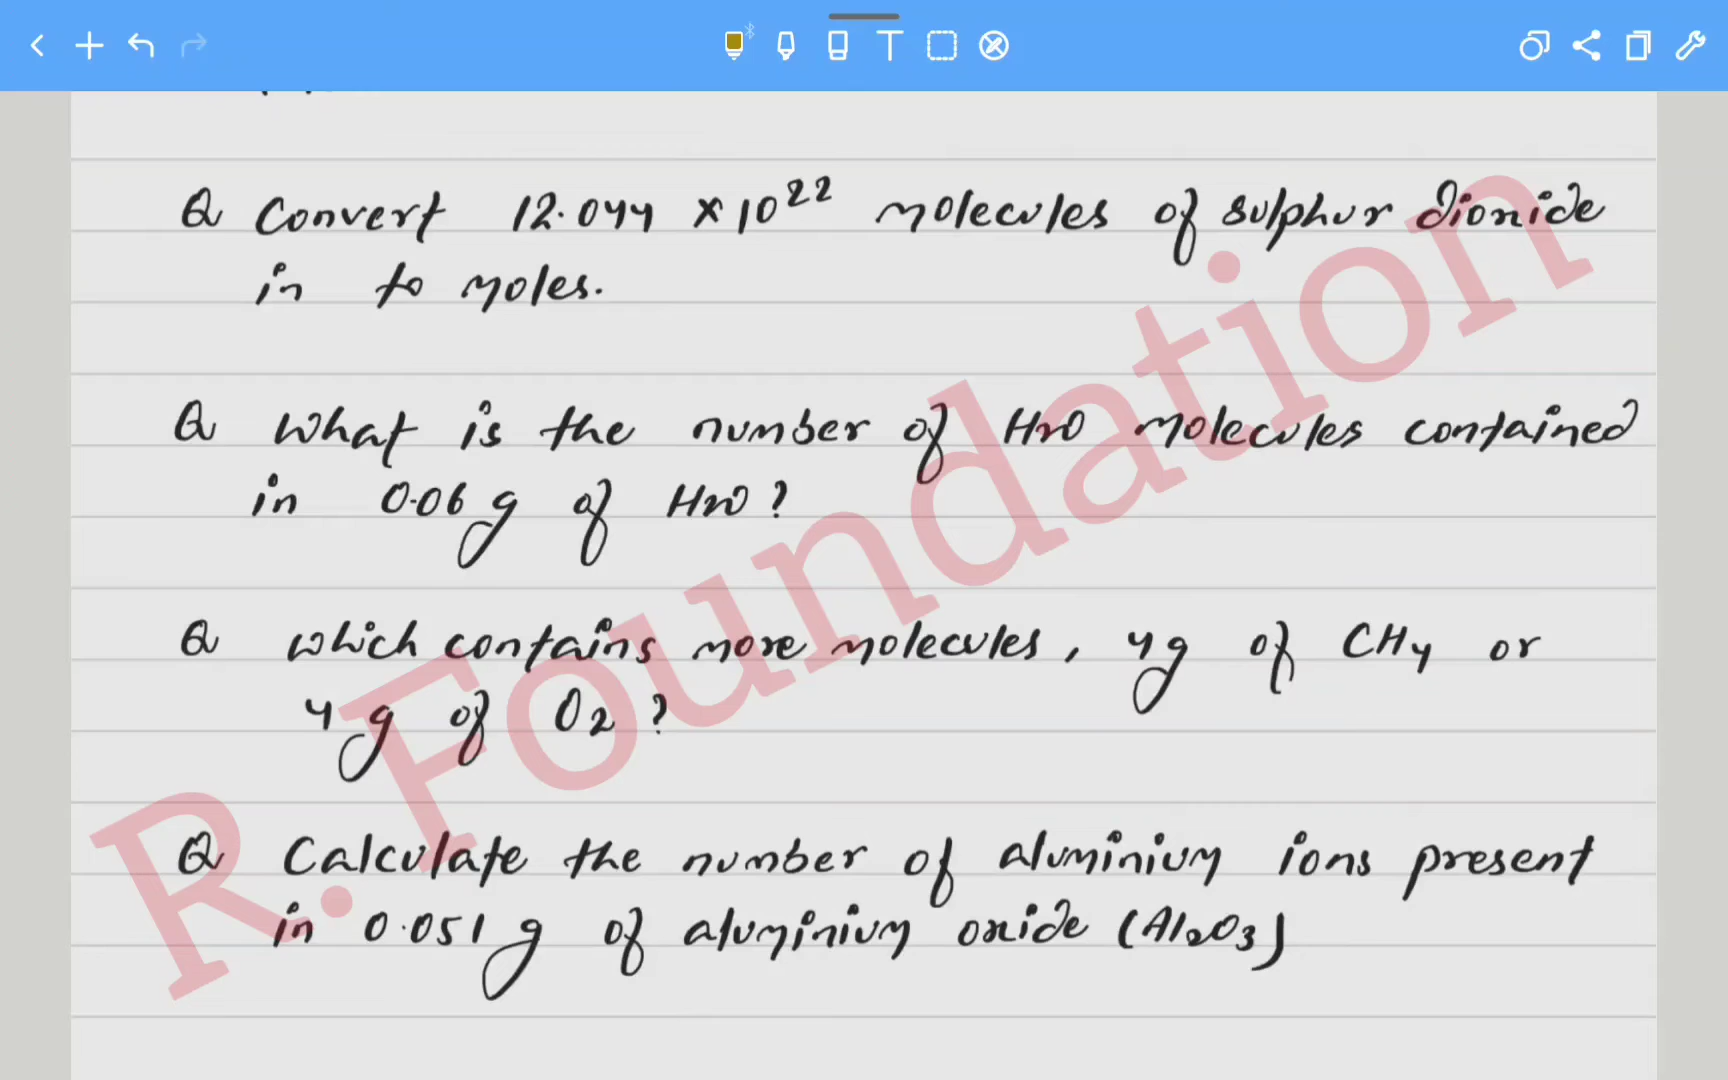 Q Convert 12.044 ×10²² molecules of sulphur dioxide
in to moles.
Q What is the number of H2O molecules contained
in 0.06 g of H2O?
Q which contains more molecules, 4g of CH4 or
4 g of O2 ?
Q Calculate the number of aluminium ions present
in 0.051 g of aluminium oxide (Al2O3)
R. Foundation